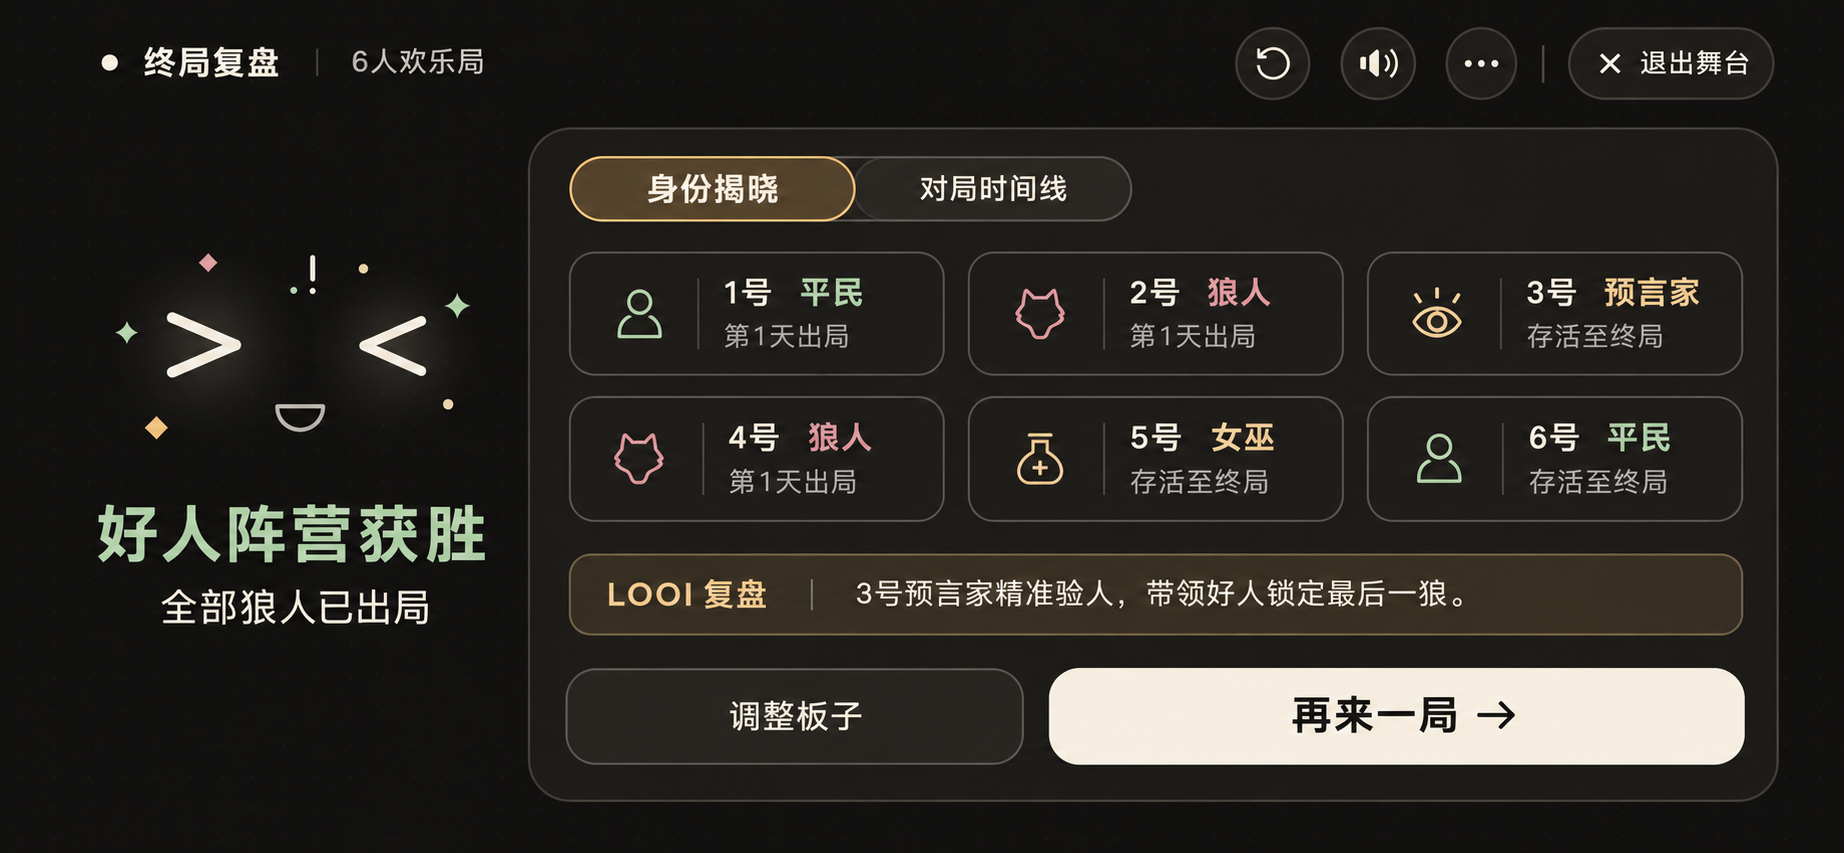 终局复盘
6人欢乐局
退出舞台
身份揭晓
对局时间线
1号 平民
第1天出局
2号 狼人
第1天出局
3号 预言家
存活至终局
4号 狼人
第1天出局
5号 女巫
存活至终局
6号 平民
存活至终局
好人阵营获胜
全部狼人已出局
LOOI 复盘
3号预言家精准验人，带领好人锁定最后一狼。
调整板子
再来一局 →